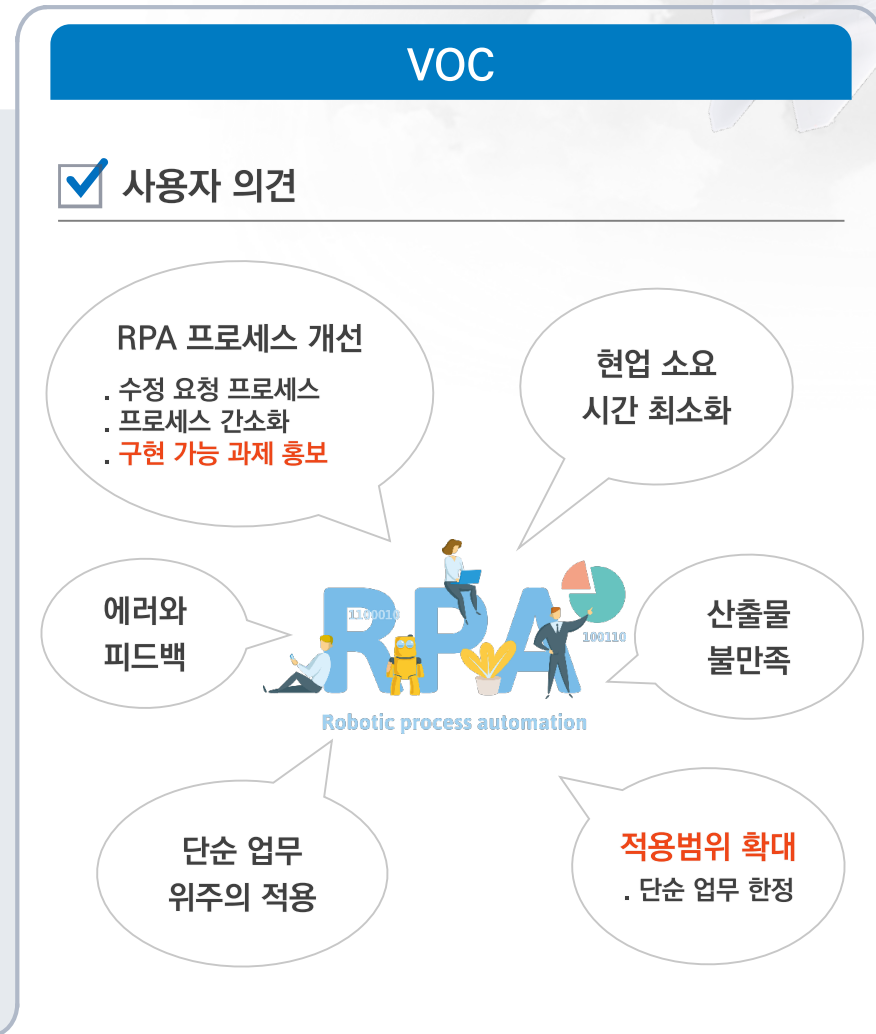 VOC
사용자 의견
RPA 프로세스 개선
. 수정 요청 프로세스
. 프로세스 간소화
. 구현 가능 과제 홍보
현업 소요
시간 최소화
에러와
피드백
1100010
RPA
100110
Robotic process automation
산출물
불만족
단순 업무
위주의 적용
적용범위 확대
. 단순 업무 한정